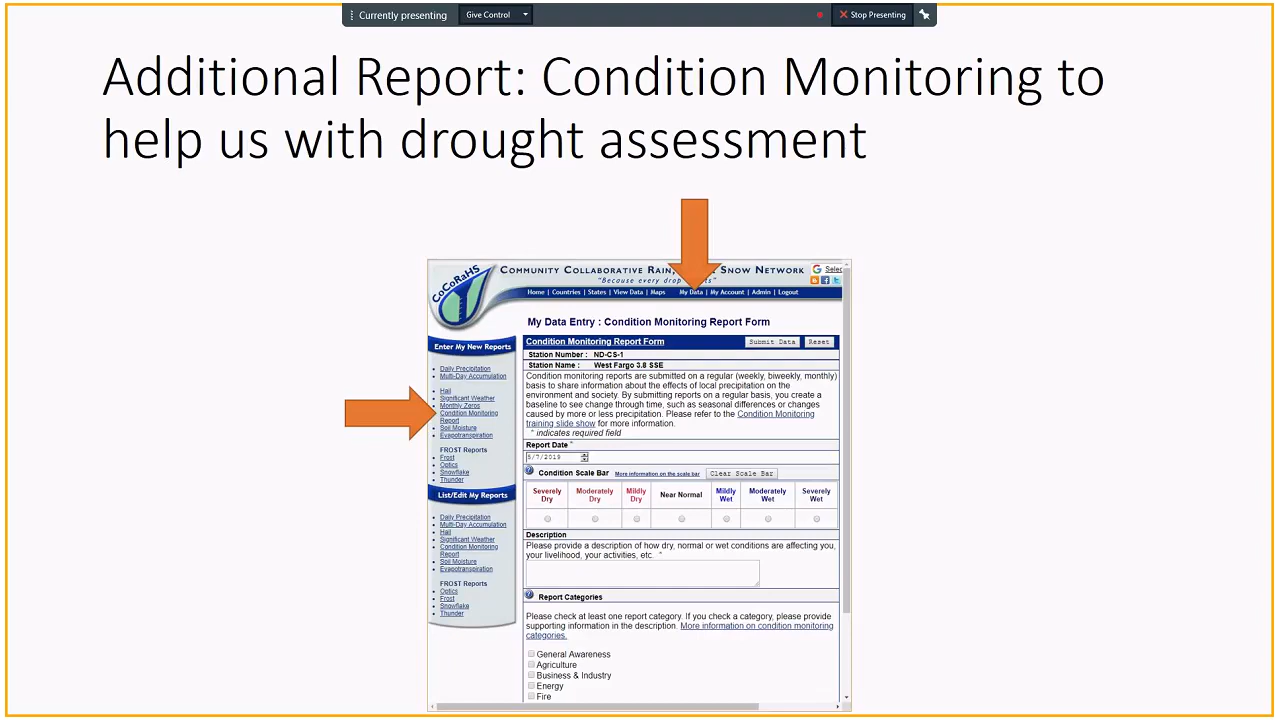 Currently presenting
Give Control
Stop Presenting
Additional Report: Condition Monitoring to
help us with drought assessment
CoCoRaHS
COMMUNITY COLLABORATIVE RAIN, SNOW NETWORK
"Because every drop
Home | Countries | States | View Data | Maps
My Data | My Account | Admin | Logout
My Data Entry : Condition Monitoring Report Form
Enter My New Reports
Daily Precipitation
Multi-Day Accumulation
Hail
Significant Weather
Monthly Zeros
Condition Monitoring
Report
Soil Moisture
Evapotranspiration
FROST Reports
Frost
Optics
Snowflake
Thunder
List/Edit My Reports
Daily Precipitation
Multi-Day Accumulation
Hail
Significant Weather
Condition Monitoring
Report
Soil Moisture
Evapotranspiration
FROST Reports
Optics
Frost
Snowflake
Thunder
Condition Monitoring Report Form
Submit Data
Reset
Station Number : ND-CS-1
Station Name : West Fargo 3.8 SSE
Condition monitoring reports are submitted on a regular (weekly, biweekly, monthly)
basis to share information about the effects of local precipitation on the
environment and society. By submitting reports on a regular basis, you create a
baseline to see change through time, such as seasonal differences or changes
caused by more or less precipitation. Please refer to the Condition Monitoring
training slide show for more information.
* indicates required field
Report Date *
5/7/2019
Condition Scale Bar
More information on the scale bar
Clear Scale Bar
Severely Dry
Moderately Dry
Mildly Dry
Near Normal
Mildly Wet
Moderately Wet
Severely Wet
Description
Please provide a description of how dry, normal or wet conditions are affecting you,
your livelihood, your activities, etc. *
Report Categories
Please check at least one report category. If you check a category, please provide
supporting information in the description. More information on condition monitoring
categories.
General Awareness
Agriculture
Business & Industry
Energy
Fire